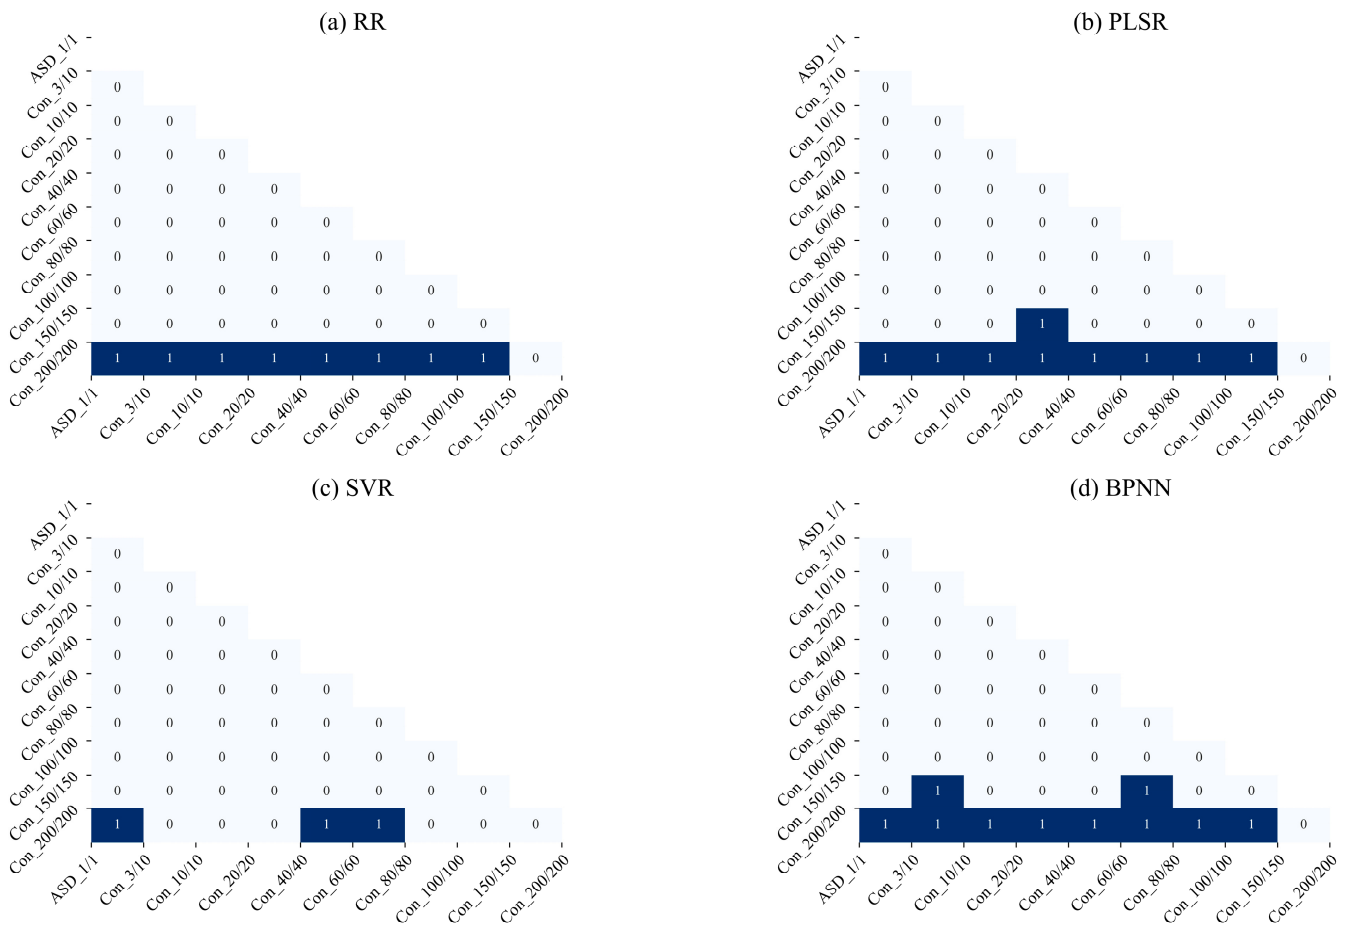 (a) RR
ASD_1/1
Con_3/10
0
Con_10/10
0 0
Con_20/20
0 0 0
Con_40/40
0 0 0 0
Con_60/60
0 0 0 0 0
Con_80/80
0 0 0 0 0 0
Con_100/100
0 0 0 0 0 0 0
Con_150/150
0 0 0 0 0 0 0 0
Con_200/200
1 1 1 1 1 1 1 1 0
ASD_1/1 Con_3/10 Con_10/10 Con_20/20 Con_40/40 Con_60/60 Con_80/80 Con_100/100 Con_150/150 Con_200/200
(b) PLSR
ASD_1/1
Con_3/10
0
Con_10/10
0 0
Con_20/20
0 0 0
Con_40/40
0 0 0 0
Con_60/60
0 0 0 0 0
Con_80/80
0 0 0 0 0 0
Con_100/100
0 0 0 0 0 0 0
Con_150/150
0 0 0 1 0 0 0 0
Con_200/200
1 1 1 1 1 1 1 1 0
ASD_1/1 Con_3/10 Con_10/10 Con_20/20 Con_40/40 Con_60/60 Con_80/80 Con_100/100 Con_150/150 Con_200/200
(c) SVR
ASD_1/1
Con_3/10
0
Con_10/10
0 0
Con_20/20
0 0 0
Con_40/40
0 0 0 0
Con_60/60
0 0 0 0 0
Con_80/80
0 0 0 0 0 0
Con_100/100
0 0 0 0 0 0 0
Con_150/150
0 0 0 0 0 0 0 0
Con_200/200
1 0 0 0 1 1 0 0 0
ASD_1/1 Con_3/10 Con_10/10 Con_20/20 Con_40/40 Con_60/60 Con_80/80 Con_100/100 Con_150/150 Con_200/200
(d) BPNN
ASD_1/1
Con_3/10
0
Con_10/10
0 0
Con_20/20
0 0 0
Con_40/40
0 0 0 0
Con_60/60
0 0 0 0 0
Con_80/80
0 0 0 0 0 0
Con_100/100
0 0 0 0 0 0 0
Con_150/150
0 1 0 0 0 1 0 0
Con_200/200
1 1 1 1 1 1 1 1 0
ASD_1/1 Con_3/10 Con_10/10 Con_20/20 Con_40/40 Con_60/60 Con_80/80 Con_100/100 Con_150/150 Con_200/200